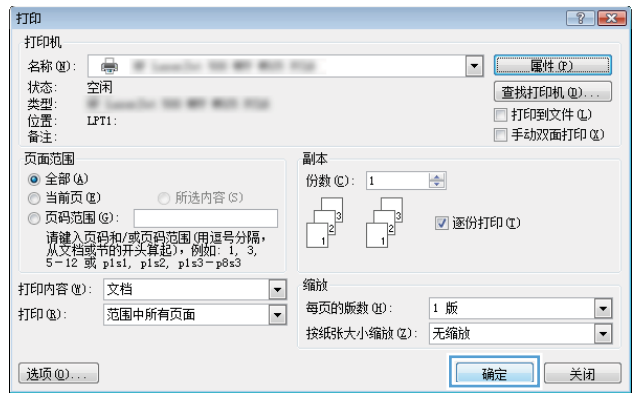 打印
打印机
名称(N):
属性(P)
状态: 空闲
查找打印机(D)...
类型:
位置: LPT1:
打印到文件(L)
备注:
手动双面打印(X)
页面范围
全部(A)
当前页(E) 所选内容(S)
页码范围(G):
请键入页码和/或页码范围(用逗号分隔,
从文档或节的开头算起),例如: 1, 3,
5-12 或 p1s1, p1s2, p1s3-p8s3
副本
份数(C): 1
3 3
2 2
1 1
逐份打印(T)
打印内容(W): 文档
打印(R): 范围中所有页面
缩放
每页的版数(H): 1 版
按纸张大小缩放(Z): 无缩放
选项(O)...
确定 关闭